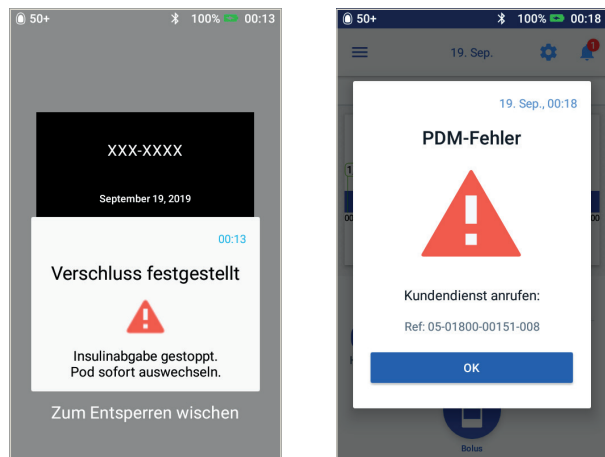 50+ 100% 00:13
XXX-XXXX
September 19, 2019
00:13
Verschluss festgestellt
Insulinabgabe gestoppt.
Pod sofort auswechseln.
Zum Entsperren wischen
50+ 100% 00:18
19. Sep. 1
19. Sep., 00:18
PDM-Fehler
Kundendienst anrufen:
Ref: 05-01800-00151-008
OK
Bolus